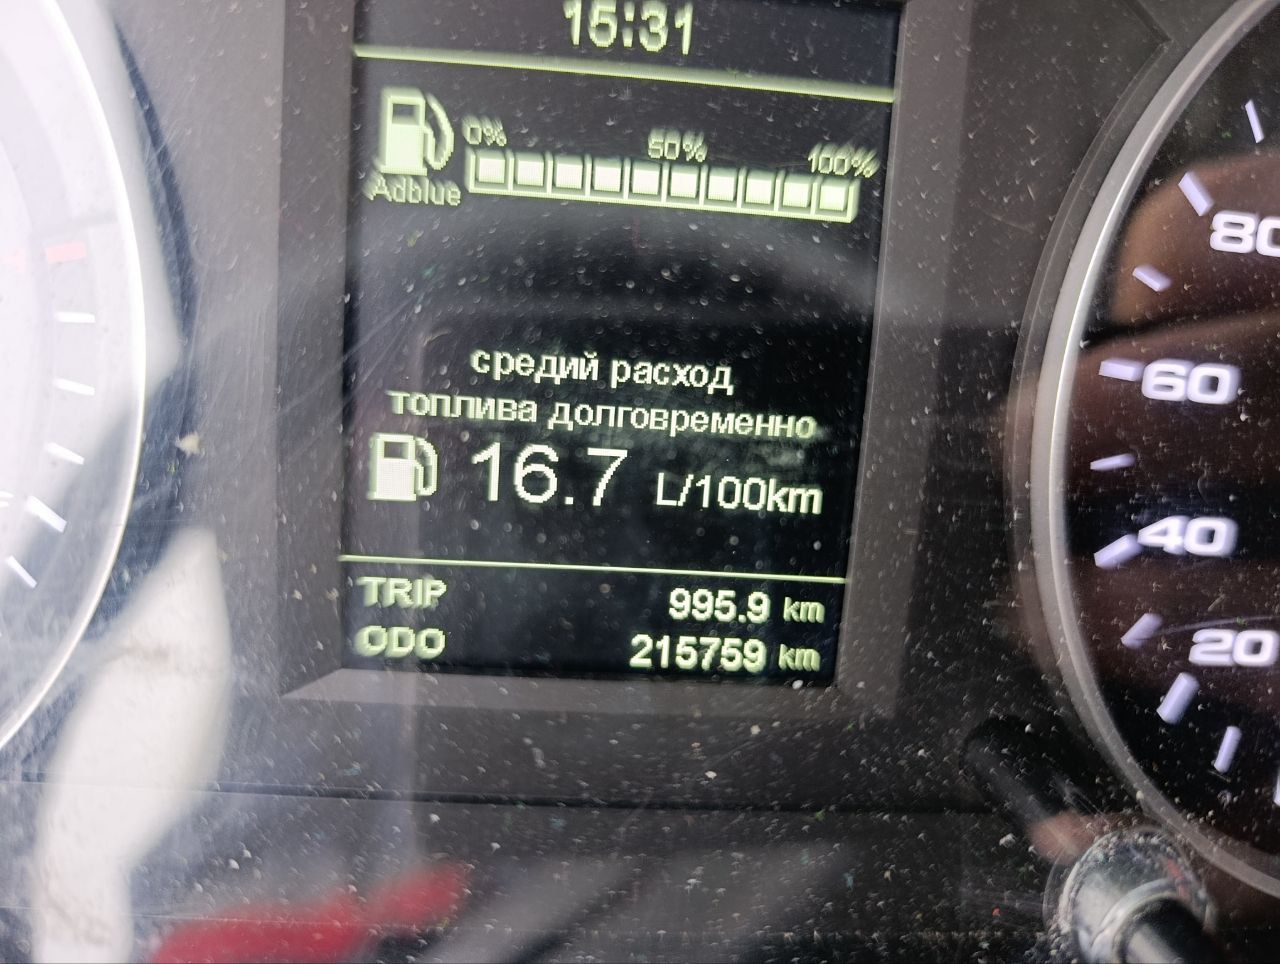 15:31
0% 50% 100%
Adblue
средий расход
топлива долговременно
16.7 L/100km
TRIP 995.9 km
ODO 215759 km
80
60
40
20